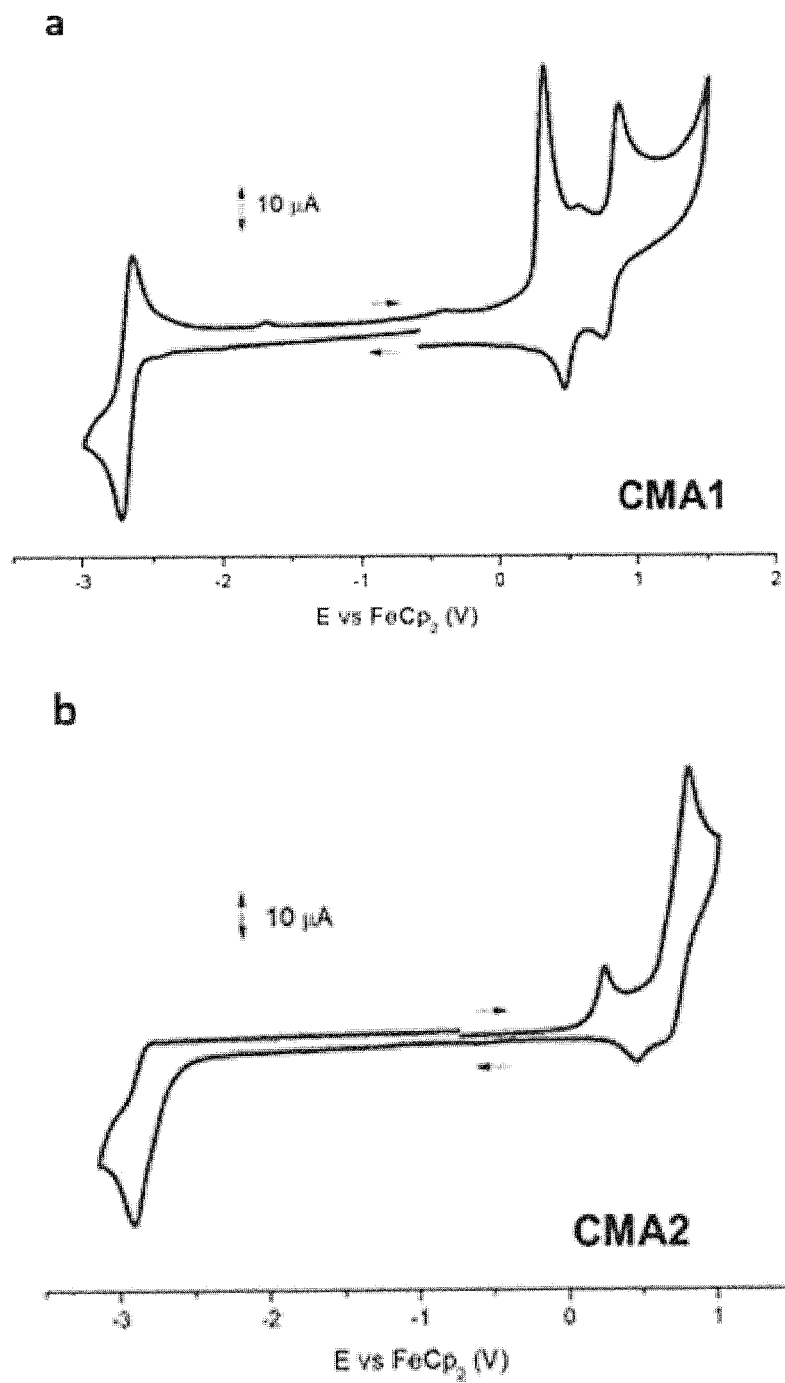 a
10 μA
CMA1
-3 -2 -1 0 1 2
E vs FeCp₂ (V)
b
10 μA
CMA2
-3 -2 -1 0 1
E vs FeCp₂ (V)